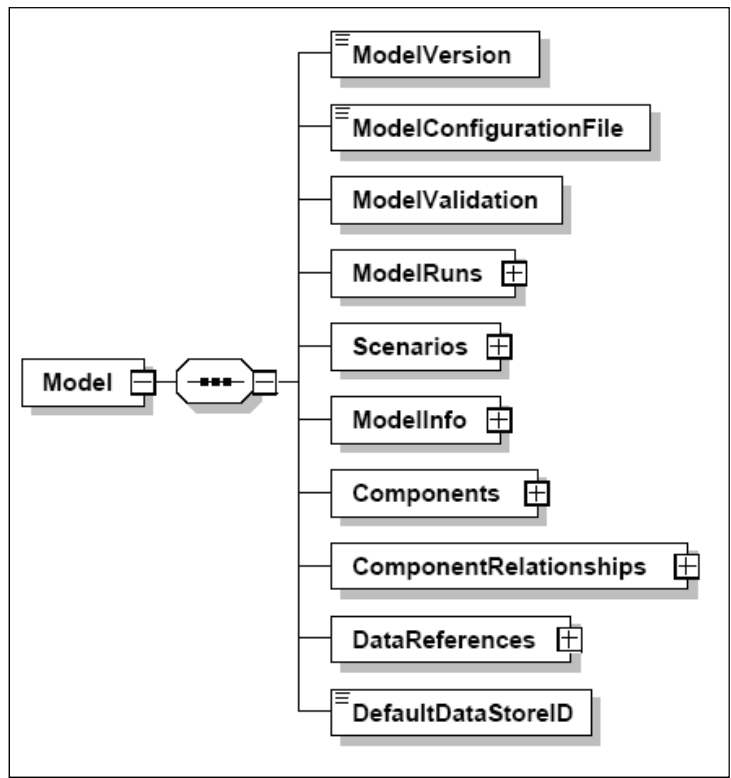 ModelVersion
ModelConfigurationFile
ModelValidation
ModelRuns
Scenarios
Model
ModelInfo
Components
ComponentRelationships
DataReferences
DefaultDataStoreID